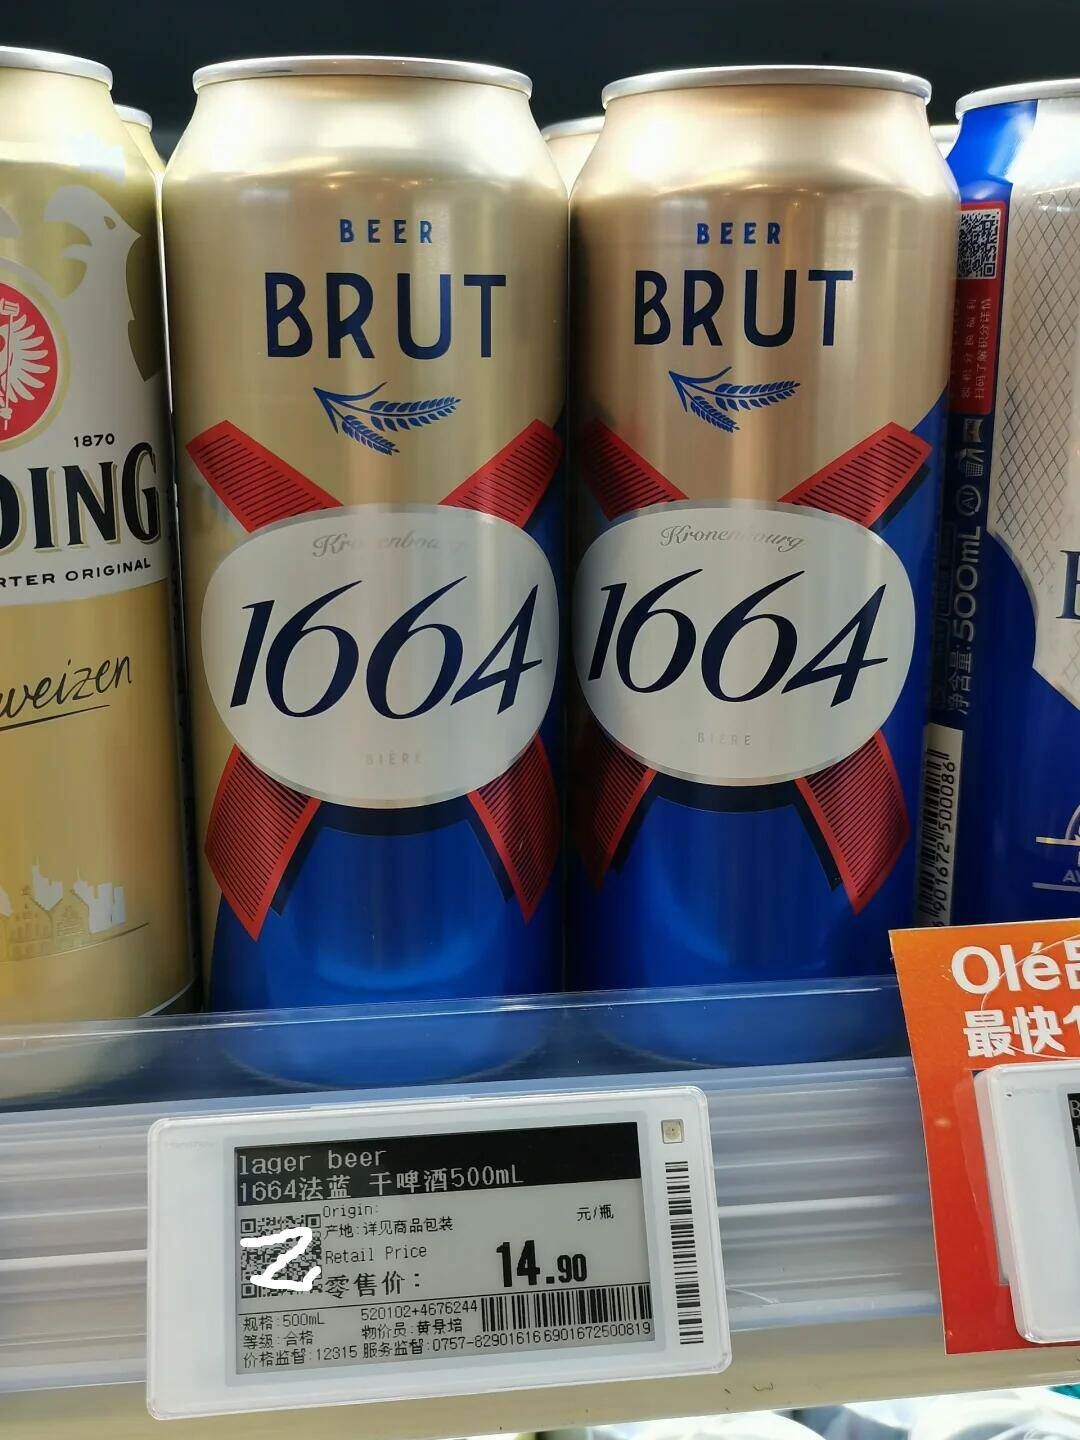 1870
DING
RTER ORIGINAL
weizen
BEER
BRUT
Kronenbourg
1664
BIÈRE
BEER
BRUT
Kronenbourg
1664
BIÈRE
净含量:500mL
6901672500086
Olé
最快1
lager beer
1664法蓝 干啤酒500mL
Origin:
产地:详见商品包装
元/瓶
Retail Price
零售价: 14.90
规格:500mL 520102+4676244
等级:合格 物价员:黄景焙
价格监督:12315 服务监督:0757-82901616 6901672500819